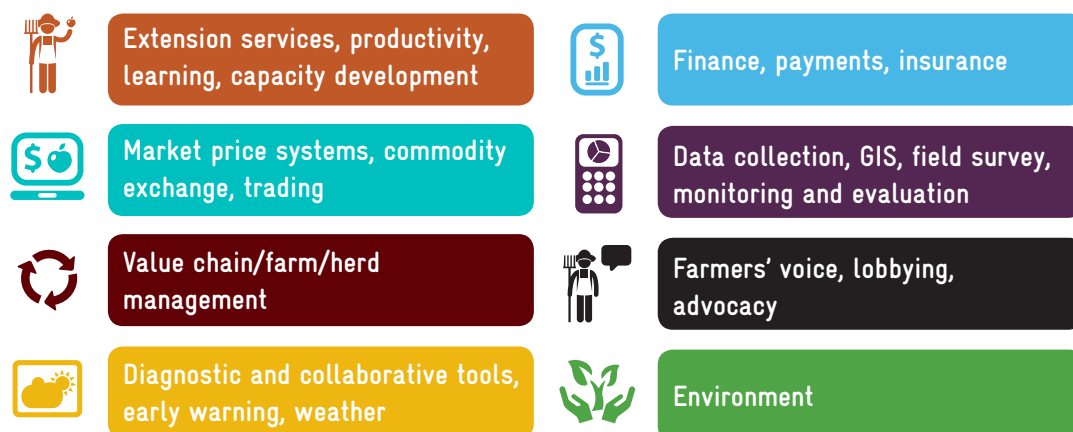 Extension services, productivity,
learning, capacity development
Finance, payments, insurance
Market price systems, commodity
exchange, trading
Data collection, GIS, field survey,
monitoring and evaluation
Value chain/farm/herd
management
Farmers’ voice, lobbying,
advocacy
Diagnostic and collaborative tools,
early warning, weather
Environment